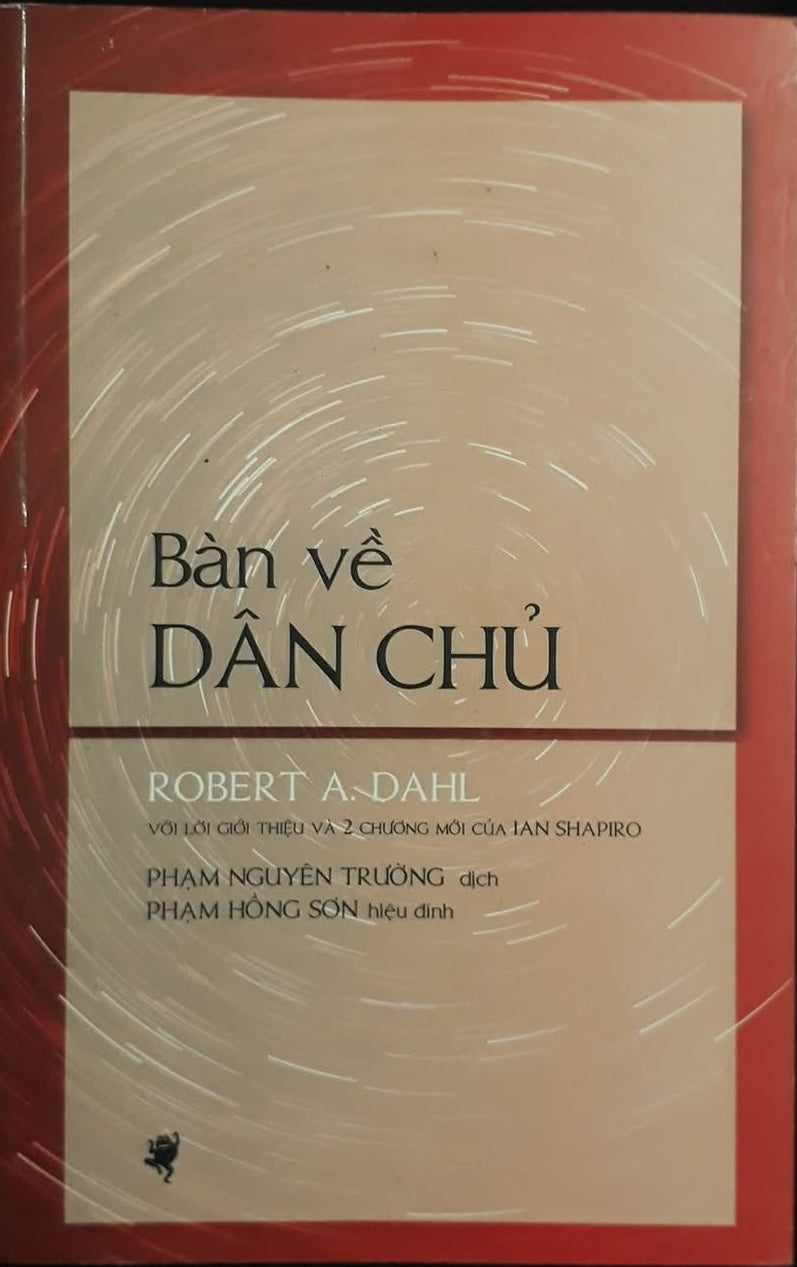 Bàn về
DÂN CHỦ
ROBERT A. DAHL
VỚI LỜI GIỚI THIỆU VÀ 2 CHƯƠNG MỚI CỦA IAN SHAPIRO
PHẠM NGUYÊN TRƯỜNG dịch
PHẠM HỒNG SƠN hiệu đính